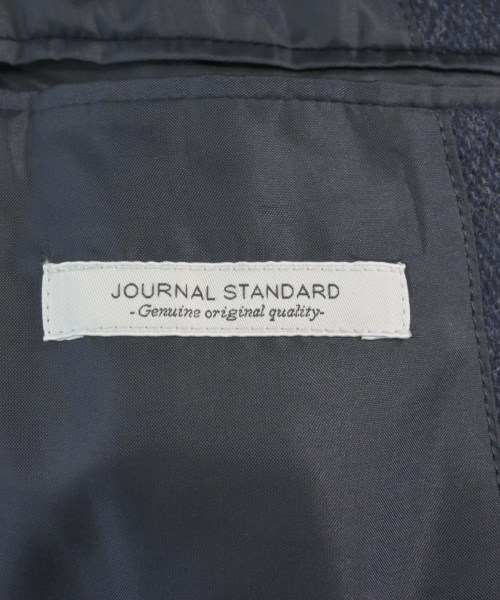 JOURNAL STANDARD
-Genuine original quality-